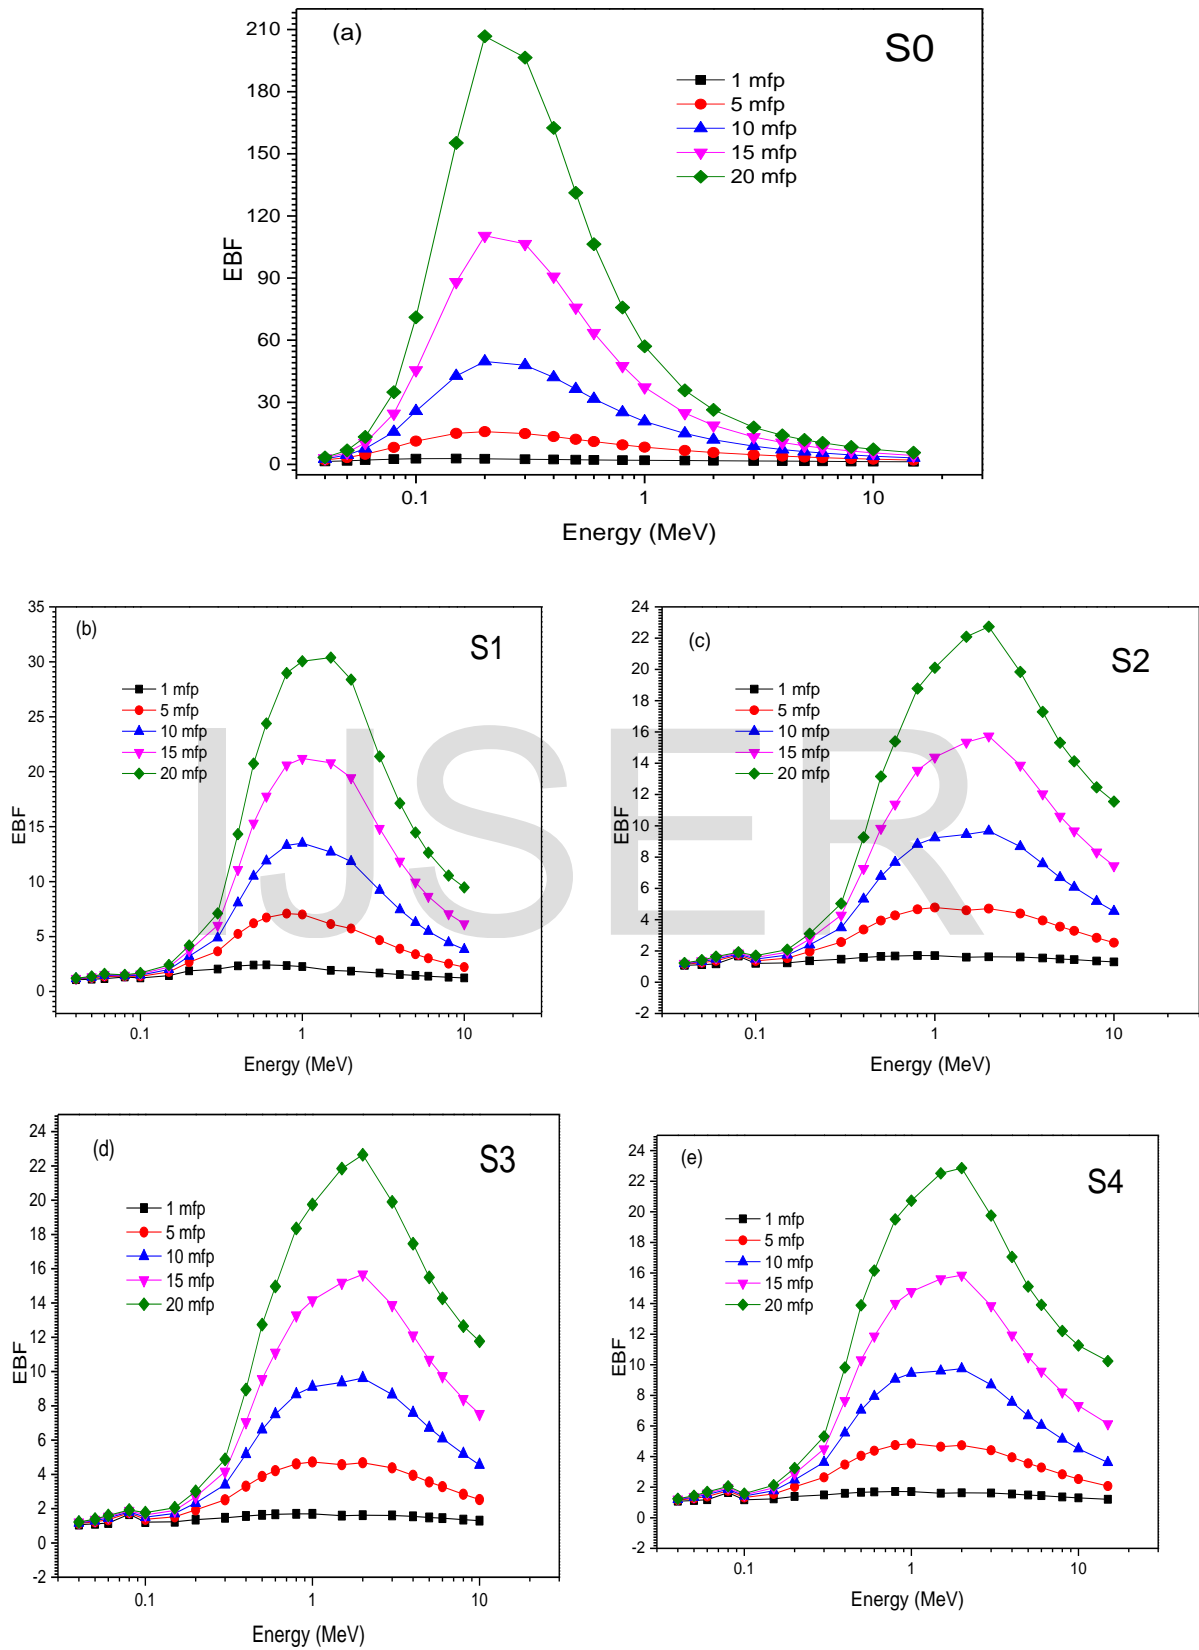 (a)
S0
1 mfp
5 mfp
10 mfp
15 mfp
20 mfp
210
180
150
120
90
60
30
0
EBF
0.1
1
10
Energy (MeV)
(b)
S1
1 mfp
5 mfp
10 mfp
15 mfp
20 mfp
35
30
25
20
15
10
5
0
EBF
0.1
1
10
Energy (MeV)
(c)
S2
1 mfp
5 mfp
10 mfp
15 mfp
20 mfp
24
22
20
18
16
14
12
10
8
6
4
2
0
-2
EBF
0.1
1
10
Energy (MeV)
IJSER
(d)
S3
1 mfp
5 mfp
10 mfp
15 mfp
20 mfp
24
22
20
18
16
14
12
10
8
6
4
2
0
-2
EBF
0.1
1
10
Energy (MeV)
(e)
S4
1 mfp
5 mfp
10 mfp
15 mfp
20 mfp
24
22
20
18
16
14
12
10
8
6
4
2
0
-2
EBF
0.1
1
10
Energy (MeV)